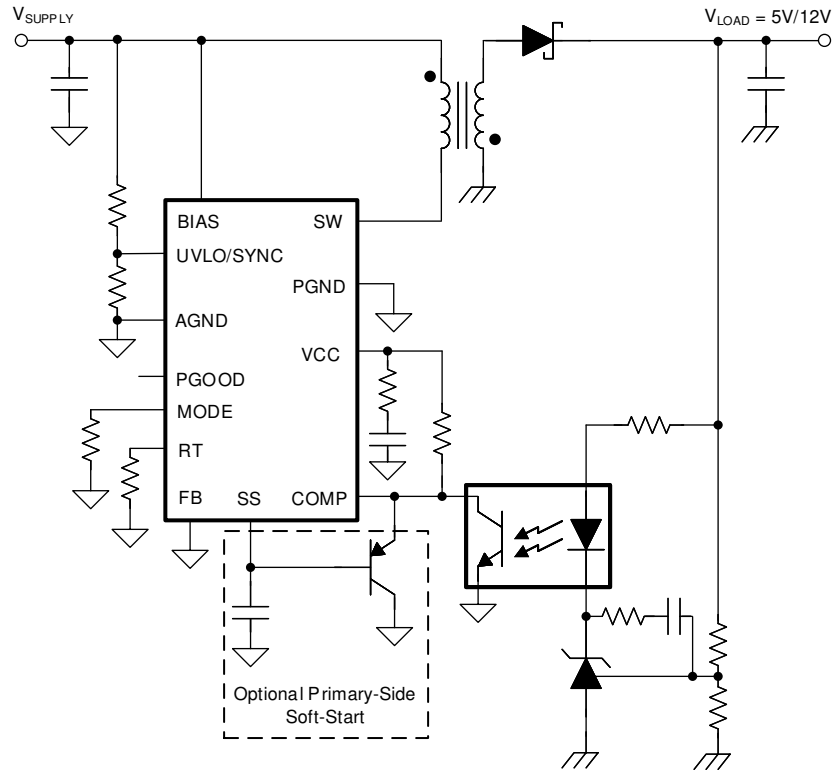 VSUPPLY
VLOAD = 5V/12V
BIAS
SW
UVLO/SYNC
PGND
AGND
VCC
PGOOD
MODE
RT
FB
SS
COMP
Optional Primary-Side
Soft-Start